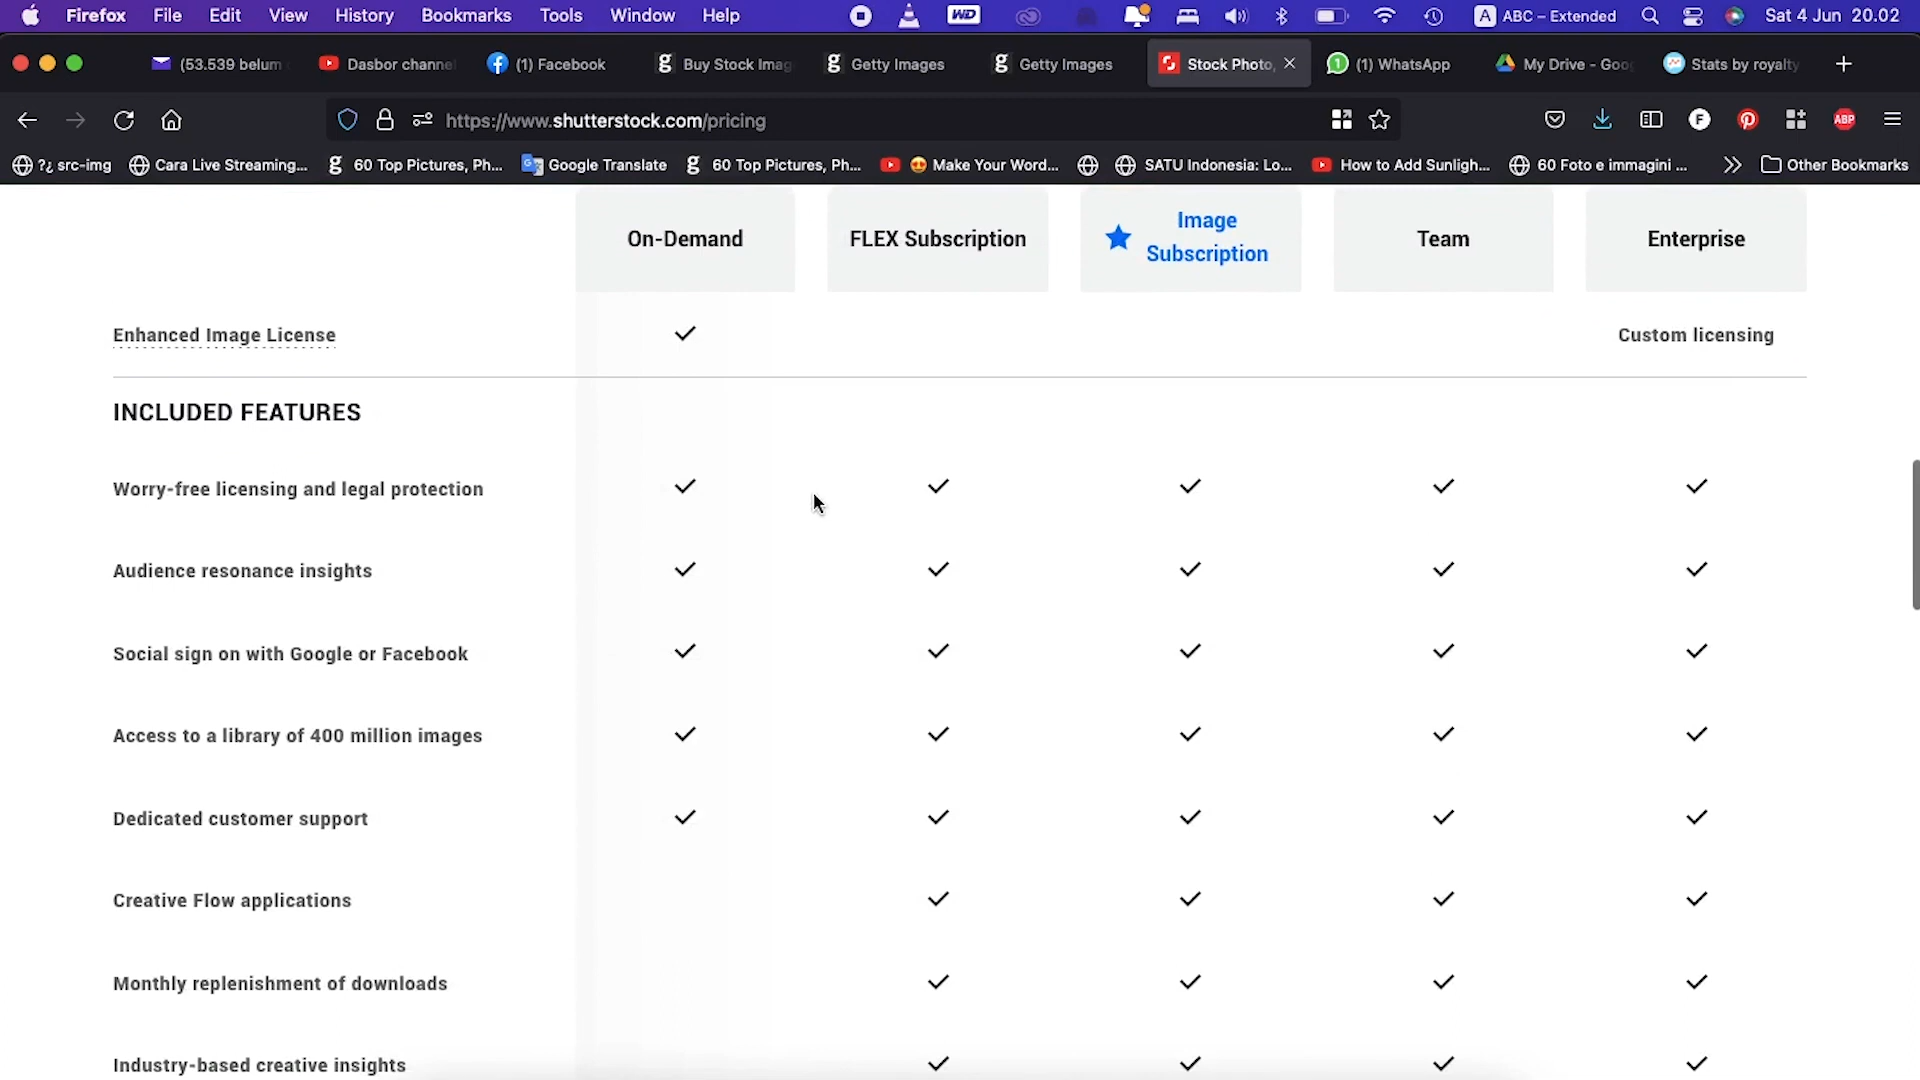 Firefox File Edit View History Bookmarks Tools Window Help WD A ABC – Extended Sat 4 Jun 20.02
(53.539 belum Dasbor channel (1) Facebook Buy Stock Imag Getty Images Getty Images Stock Photo, (1) WhatsApp My Drive - Goo Stats by royalty
https://www.shutterstock.com/pricing ABP
?¿ src-img Cara Live Streaming... 60 Top Pictures, Ph... Google Translate 60 Top Pictures, Ph... Make Your Word... SATU Indonesia: Lo... How to Add Sunligh... 60 Foto e immagini ... Other Bookmarks
On-Demand FLEX Subscription Image Subscription Team Enterprise
Enhanced Image License Custom licensing
INCLUDED FEATURES
Worry-free licensing and legal protection
Audience resonance insights
Social sign on with Google or Facebook
Access to a library of 400 million images
Dedicated customer support
Creative Flow applications
Monthly replenishment of downloads
Industry-based creative insights